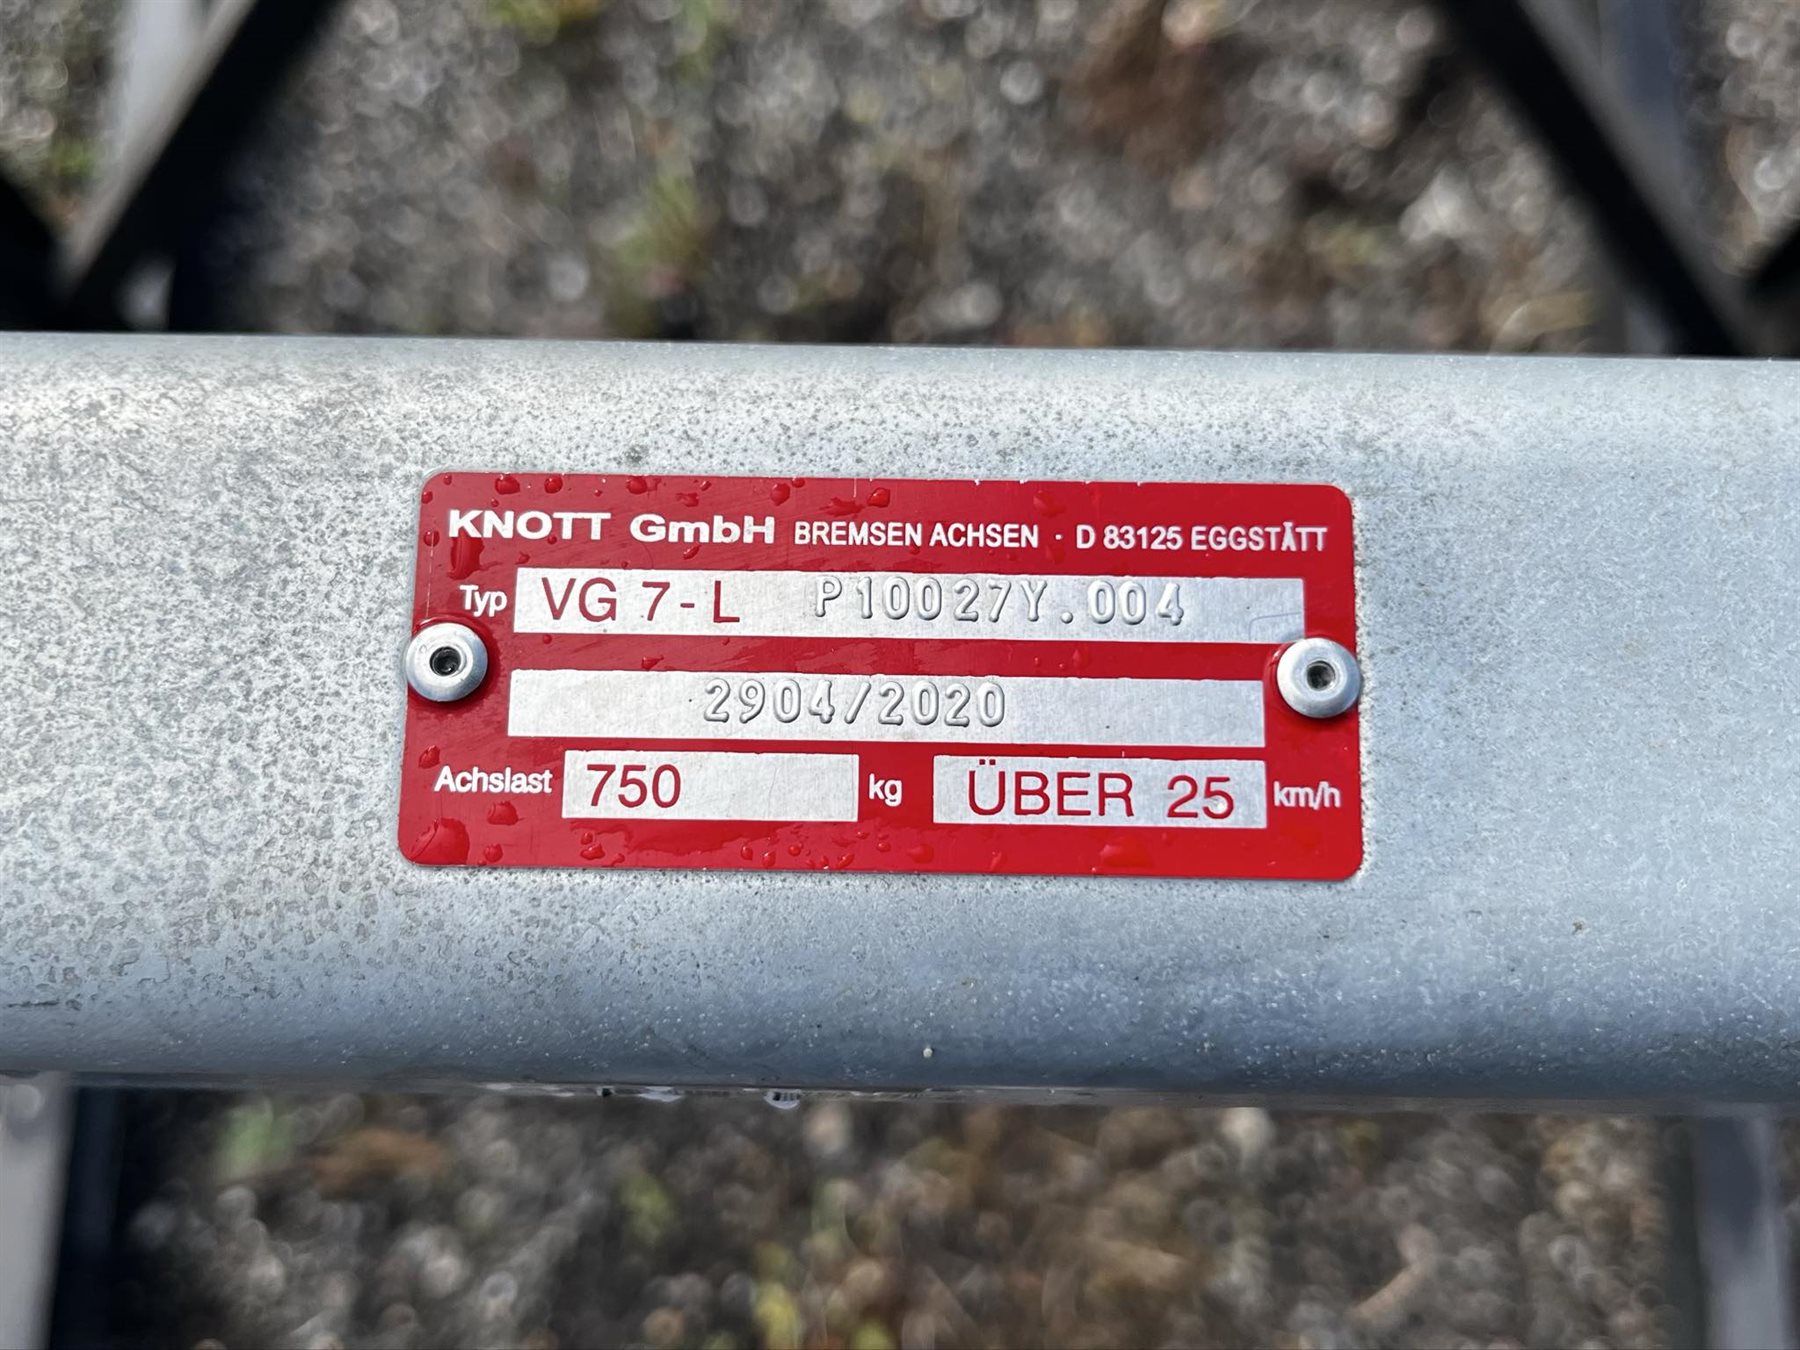 KNOTT GmbH BREMSEN ACHSEN · D 83125 EGGSTÄTT
Typ VG 7-L P10027Y.004
2904/2020
Achslast 750 kg ÜBER 25 km/h